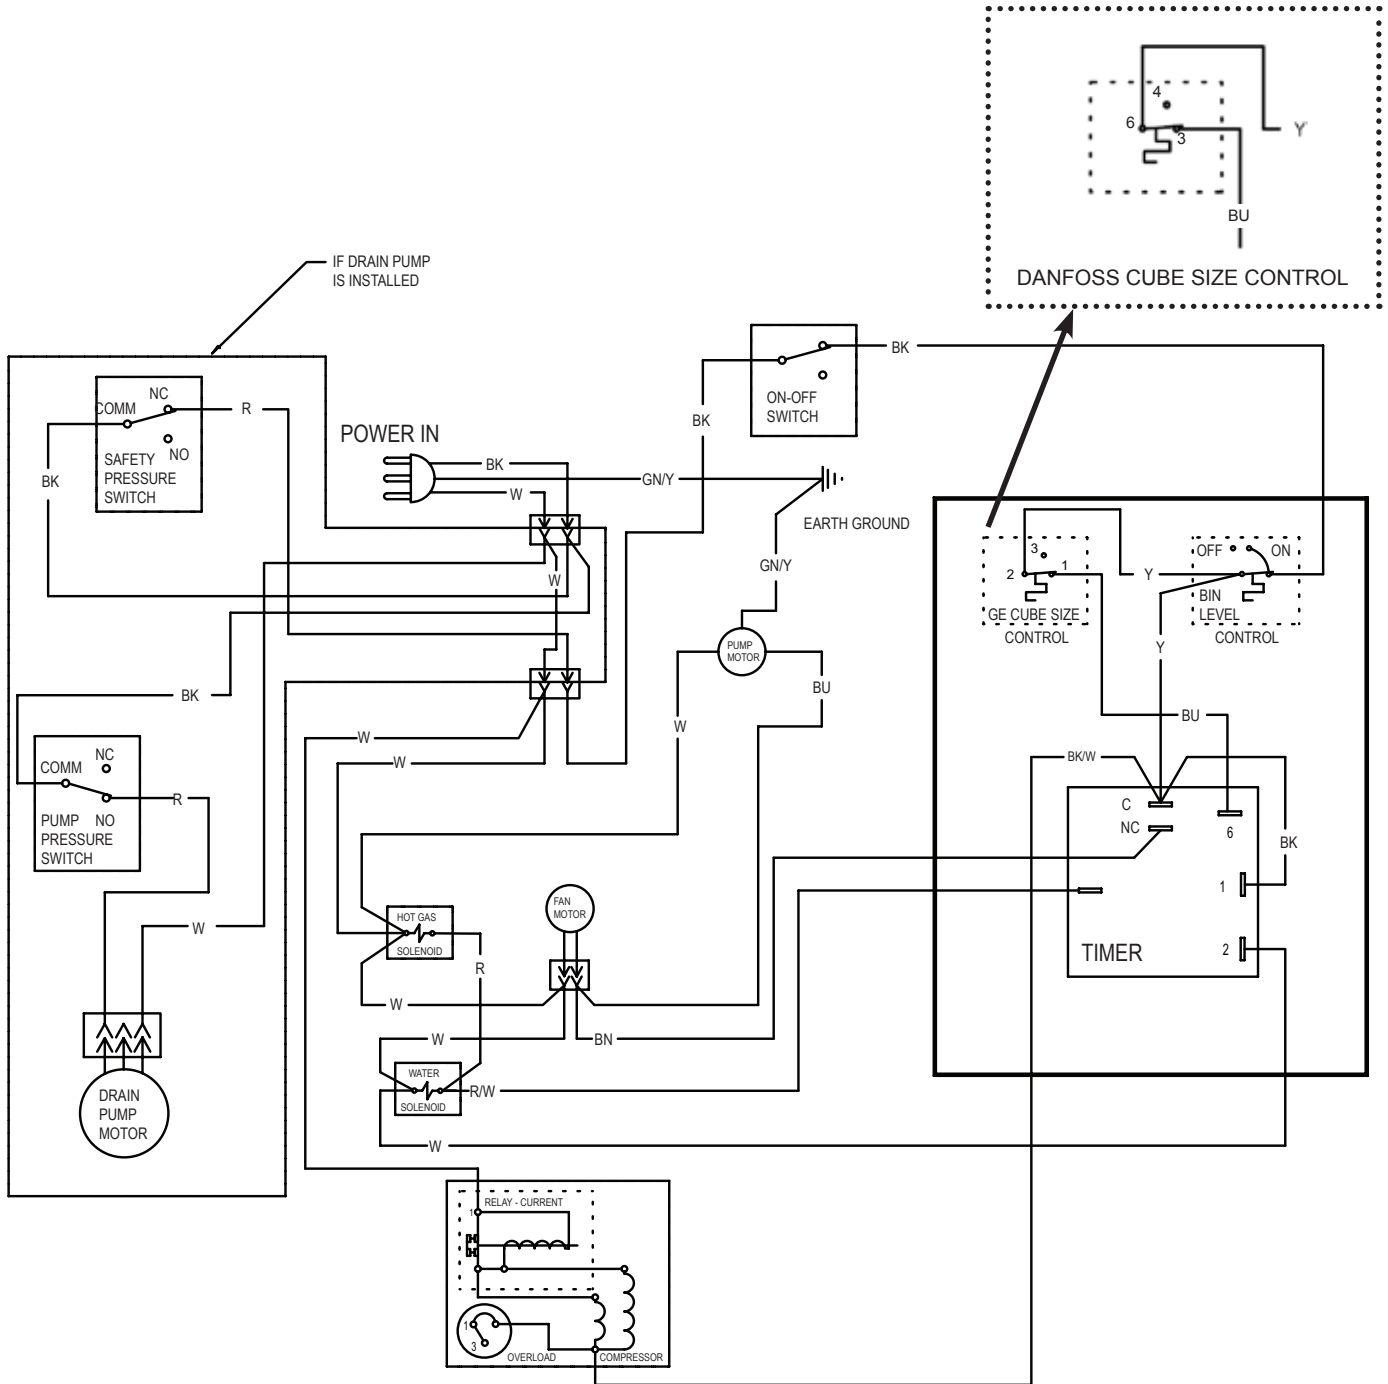 4
6
3
Y
BU
DANFOSS CUBE SIZE CONTROL
IF DRAIN PUMP
IS INSTALLED
NC
COMM
NO
SAFETY
PRESSURE
SWITCH
R
BK
POWER IN
BK
W
GN/Y
EARTH GROUND
GN/Y
ON-OFF
SWITCH
BK
BK
W
3
2
1
GE CUBE SIZE
CONTROL
Y
OFF
ON
BIN
LEVEL
CONTROL
Y
BU
PUMP
MOTOR
BU
W
BK
W
W
NC
COMM
NO
PUMP
PRESSURE
SWITCH
R
W
DRAIN
PUMP
MOTOR
BK/W
C
NC
6
BK
1
2
TIMER
HOT GAS
SOLENOID
R
FAN
MOTOR
W
W
BN
WATER
SOLENOID
R/W
W
RELAY - CURRENT
1
1
3
OVERLOAD
COMPRESSOR